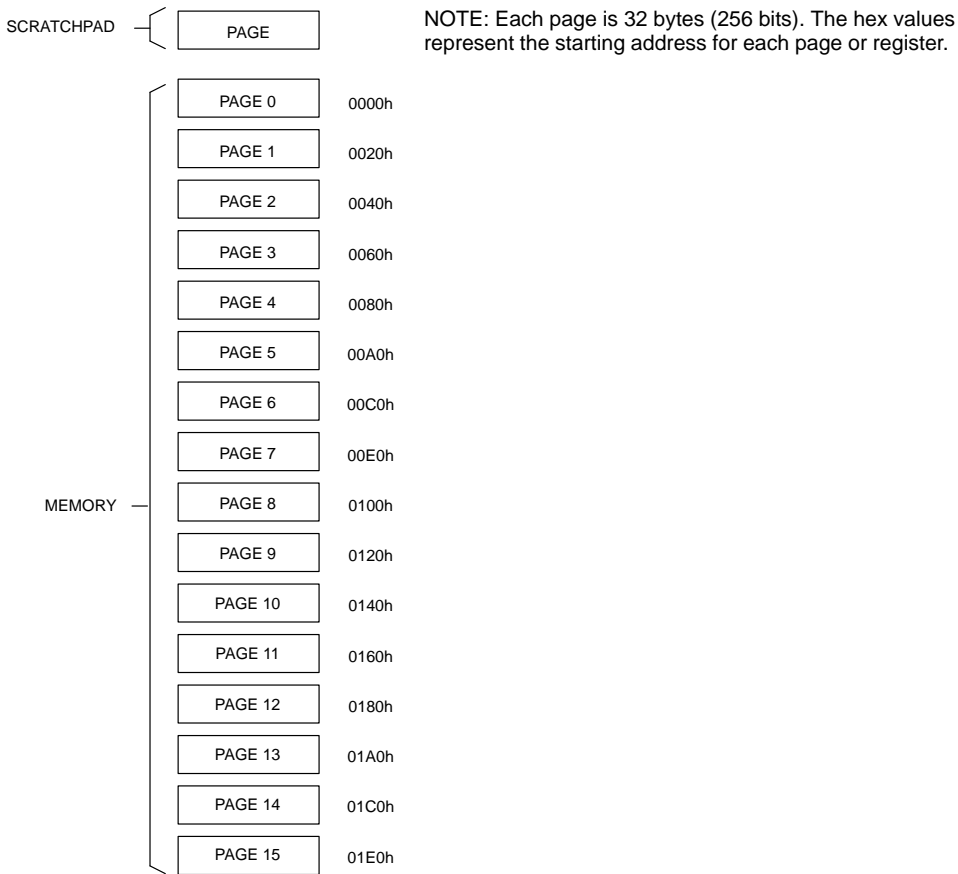 SCRATCHPAD
PAGE
NOTE: Each page is 32 bytes (256 bits). The hex values
represent the starting address for each page or register.
PAGE 0 0000h
PAGE 1 0020h
PAGE 2 0040h
PAGE 3 0060h
PAGE 4 0080h
PAGE 5 00A0h
PAGE 6 00C0h
PAGE 7 00E0h
MEMORY
PAGE 8 0100h
PAGE 9 0120h
PAGE 10 0140h
PAGE 11 0160h
PAGE 12 0180h
PAGE 13 01A0h
PAGE 14 01C0h
PAGE 15 01E0h